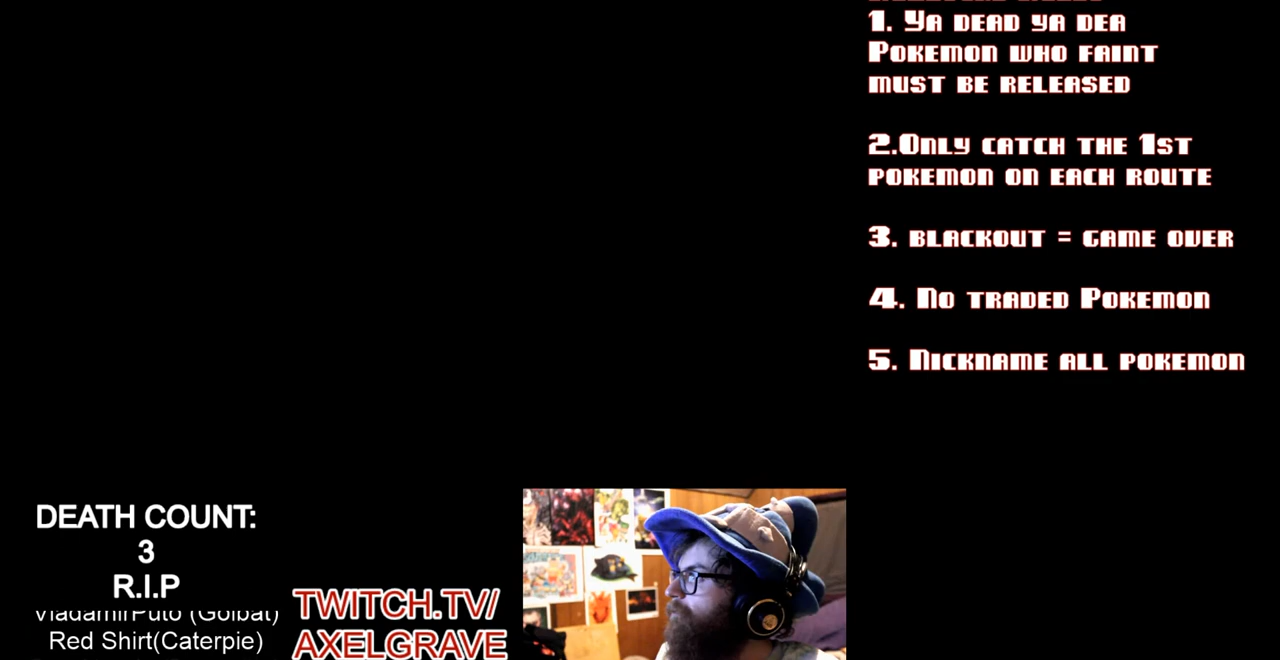 1. Ya dead ya dea
Pokemon who faint
must be released
2.Only catch the 1st
pokemon on each route
3. blackout = game over
4. No traded Pokemon
5. Nickname all pokemon
DEATH COUNT:
3
R.I.P
VladamirPuto (Golbat)
Red Shirt(Caterpie)
TWITCH.TV/
AXELGRAVE